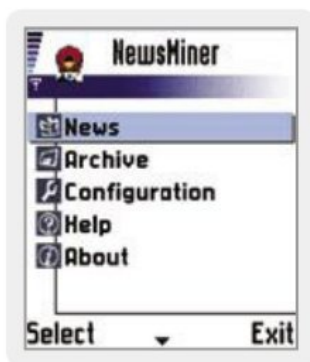 NewsMiner
News
Archive
Configuration
Help
About
Select Exit